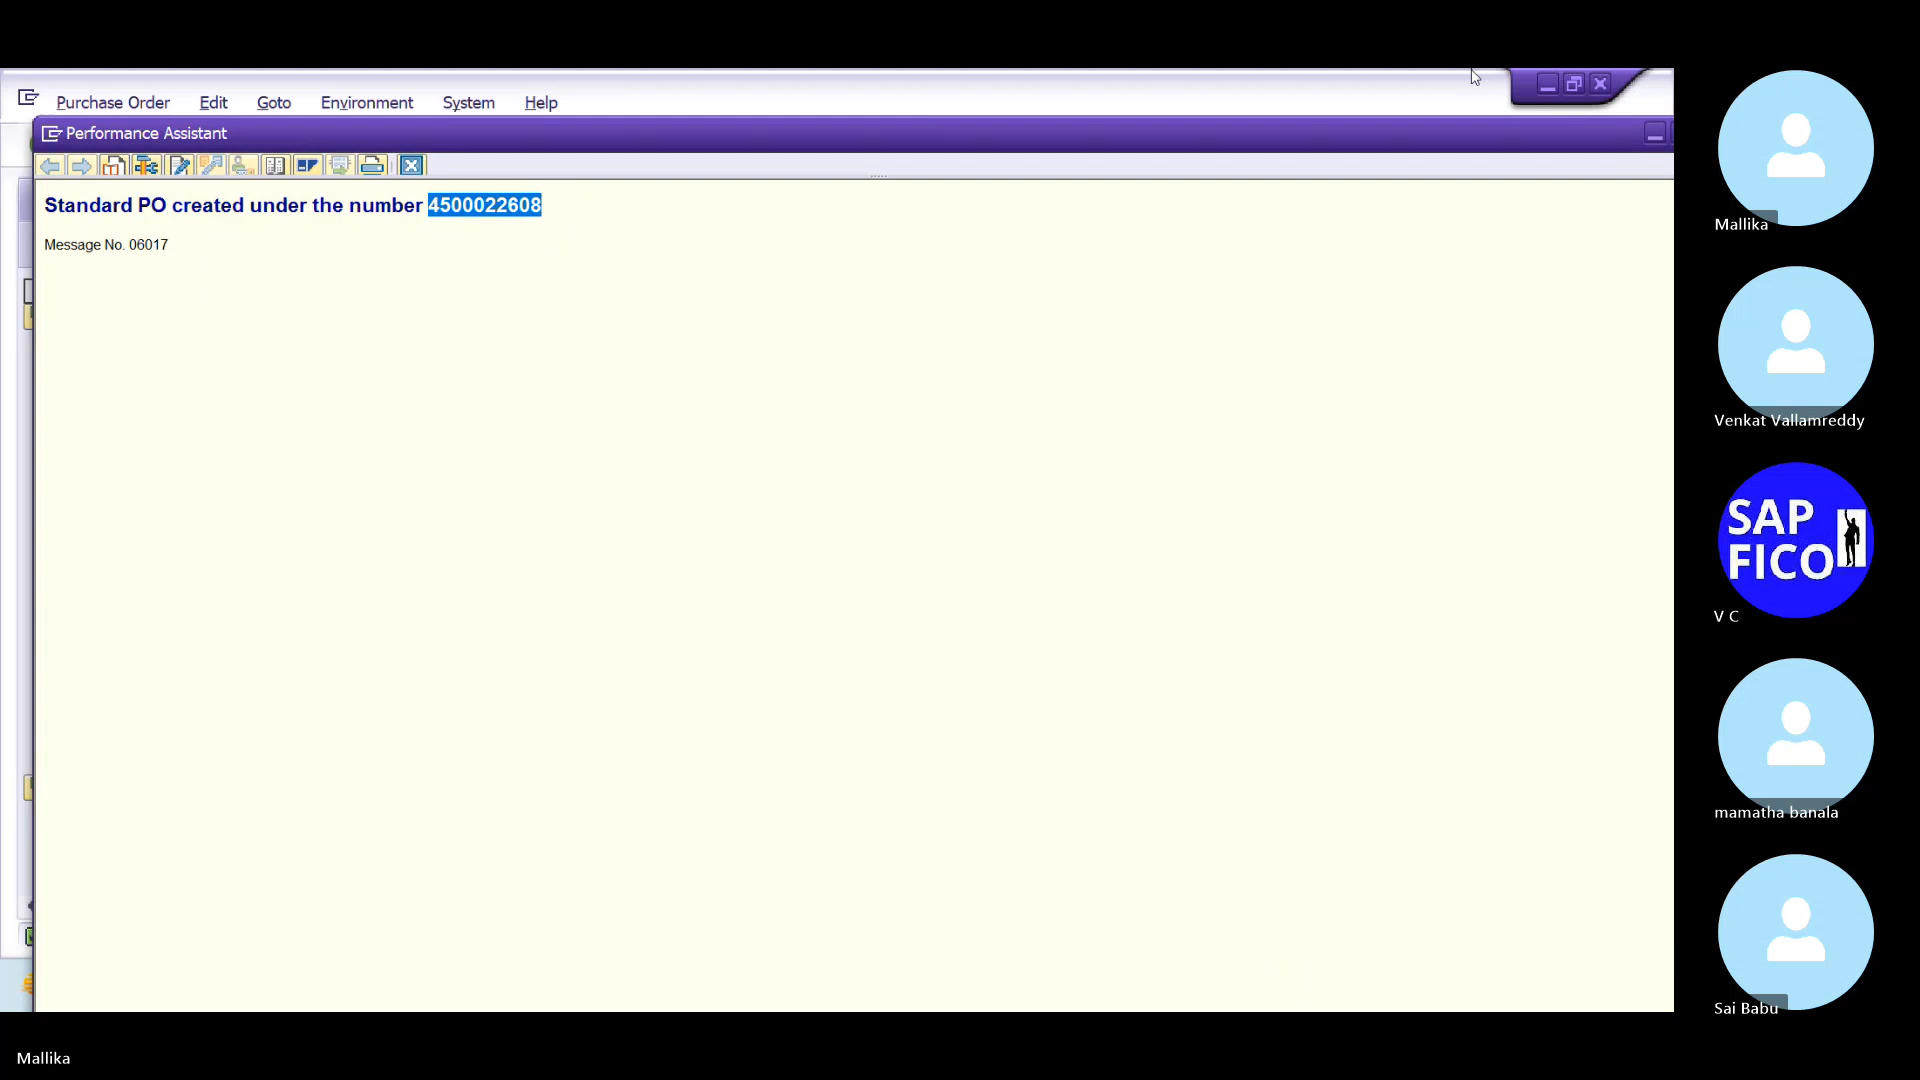 Purchase Order Edit Goto Environment System Help
Performance Assistant
Standard PO created under the number 4500022608
Message No. 06017
Mallika
Venkat Vallamreddy
SAP
FICO
V C
mamatha banala
Sai Babu
Mallika